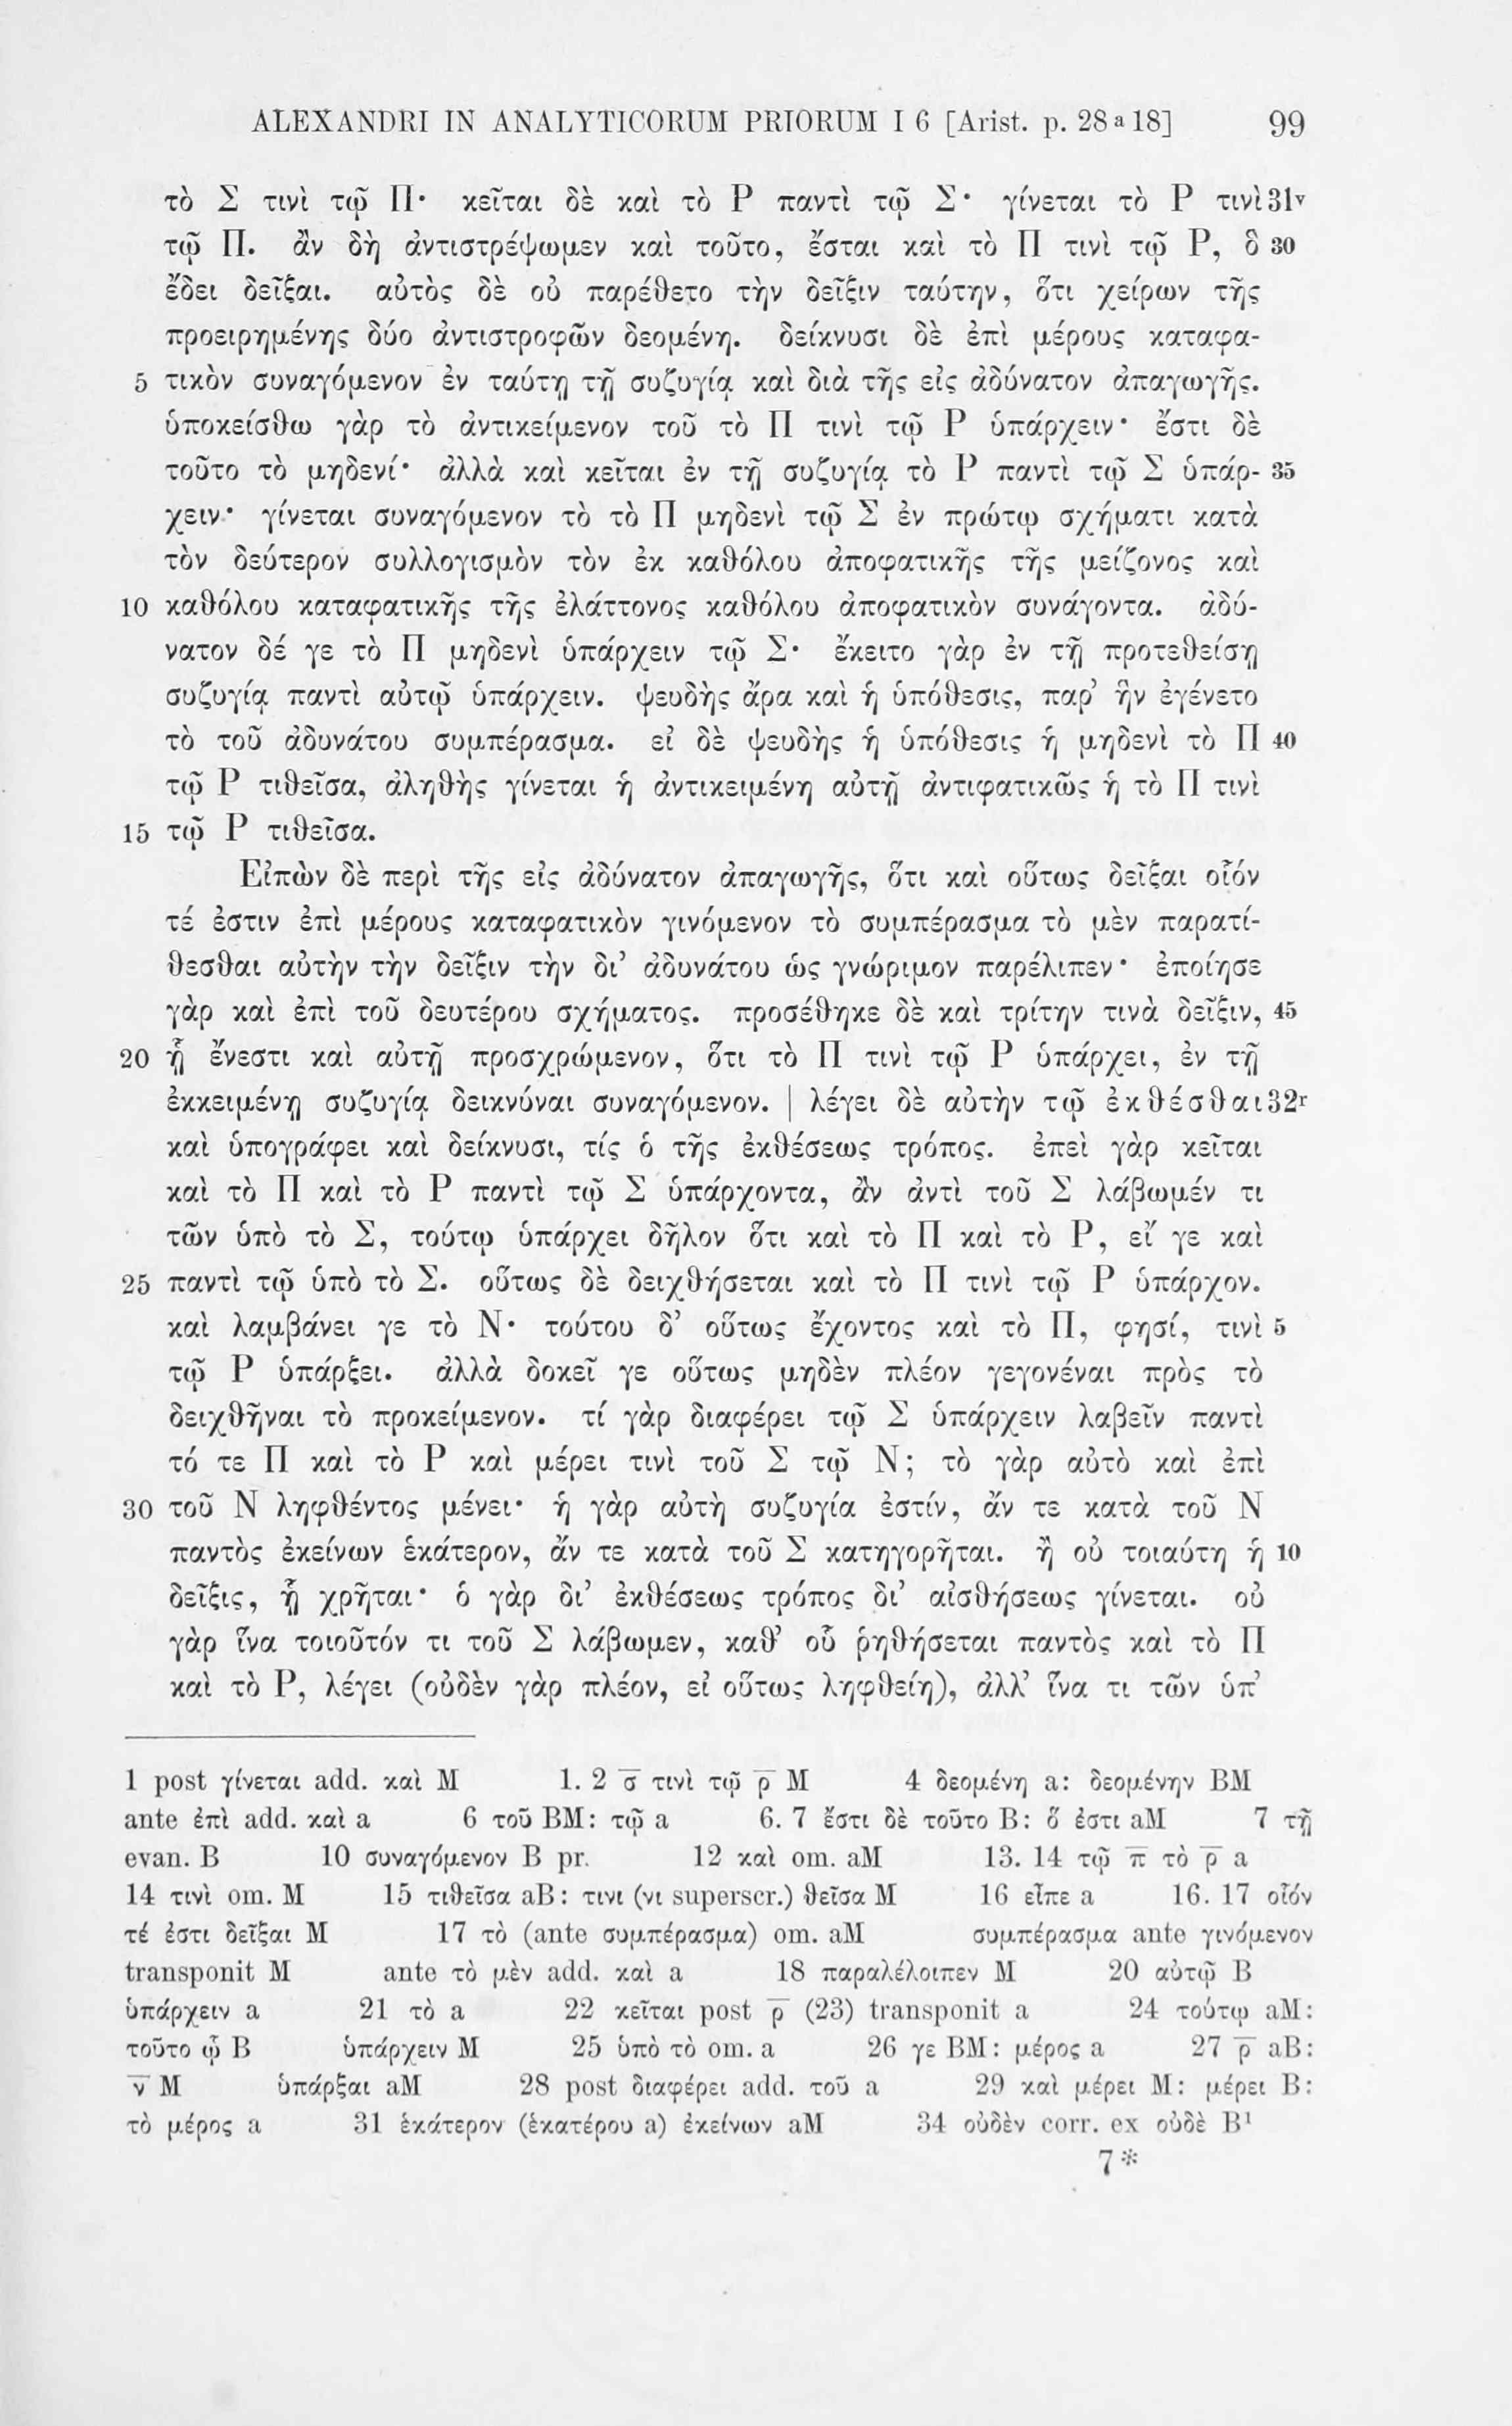 ALEXANDRI IN ANALYTICORUM PRIORUM I 6 [Arist. p. 28 a 18] 99
τὸ Σ τινὶ τῷ Π· κεῖται δὲ καὶ τὸ Ρ παντὶ τῷ Σ· γίνεται τὸ Ρ τινὶ 31v
τῷ Π. ἂν δὴ ἀντιστρέψωμεν καὶ τοῦτο, ἔσται καὶ τὸ Π τινὶ τῷ Ρ, ὃ 30
ἔδει δεῖξαι. αὐτὸς δὲ οὐ παρέθετο τὴν δεῖξιν ταύτην, ὅτι χείρων τῆς
προειρημένης δύο ἀντιστροφῶν δεομένη. δείκνυσι δὲ ἐπὶ μέρους καταφα-
5 τικὸν συναγόμενον ἐν ταύτῃ τῇ συζυγίᾳ καὶ διὰ τῆς εἰς ἀδύνατον ἀπαγωγῆς.
ὑποκείσθω γὰρ τὸ ἀντικείμενον τοῦ τὸ Π τινὶ τῷ Ρ ὑπάρχειν· ἔστι δὲ
τοῦτο τὸ μηδενί· ἀλλὰ καὶ κεῖται ἐν τῇ συζυγίᾳ τὸ Ρ παντὶ τῷ Σ ὑπάρ- 35
χειν· γίνεται συναγόμενον τὸ τὸ Π μηδενὶ τῷ Σ ἐν πρώτῳ σχήματι κατὰ
τὸν δεύτερον συλλογισμὸν τὸν ἐκ καθόλου ἀποφατικῆς τῆς μείζονος καὶ
10 καθόλου καταφατικῆς τῆς ἐλάττονος καθόλου ἀποφατικὸν συνάγοντα. ἀδύ-
νατον δέ γε τὸ Π μηδενὶ ὑπάρχειν τῷ Σ· ἔκειτο γὰρ ἐν τῇ προτεθείσῃ
συζυγίᾳ παντὶ αὐτῷ ὑπάρχειν. ψευδὴς ἄρα καὶ ἡ ὑπόθεσις, παρ’ ἣν ἐγένετο
τὸ τοῦ ἀδυνάτου συμπέρασμα. εἰ δὲ ψευδὴς ἡ ὑπόθεσις ἡ μηδενὶ τὸ Π 40
τῷ Ρ τιθεῖσα, ἀληθὴς γίνεται ἡ ἀντικειμένη αὐτῇ ἀντιφατικῶς ἡ τὸ Π τινὶ
15 τῷ Ρ τιθεῖσα.
Εἰπὼν δὲ περὶ τῆς εἰς ἀδύνατον ἀπαγωγῆς, ὅτι καὶ οὕτως δεῖξαι οἷόν
τέ ἐστιν ἐπὶ μέρους καταφατικὸν γινόμενον τὸ συμπέρασμα τὸ μὲν παρατί-
θεσθαι αὐτὴν τὴν δεῖξιν τὴν δι’ ἀδυνάτου ὡς γνώριμον παρέλιπεν· ἐποίησε
γὰρ καὶ ἐπὶ τοῦ δευτέρου σχήματος. προσέθηκε δὲ καὶ τρίτην τινὰ δεῖξιν, 45
20 ᾗ ἔνεστι καὶ αὐτῇ προσχρώμενον, ὅτι τὸ Π τινὶ τῷ Ρ ὑπάρχει, ἐν τῇ
ἐκκειμένῃ συζυγίᾳ δεικνύναι συναγόμενον. | λέγει δὲ αὐτὴν τῷ ἐκθέσθαι 32r
καὶ ὑπογράφει καὶ δείκνυσι, τίς ὁ τῆς ἐκθέσεως τρόπος. ἐπεὶ γὰρ κεῖται
καὶ τὸ Π καὶ τὸ Ρ παντὶ τῷ Σ ὑπάρχοντα, ἂν ἀντὶ τοῦ Σ λάβωμέν τι
τῶν ὑπὸ τὸ Σ, τούτῳ ὑπάρχει δῆλον ὅτι καὶ τὸ Π καὶ τὸ Ρ, εἴ γε καὶ
25 παντὶ τῷ ὑπὸ τὸ Σ. οὕτως δὲ δειχθήσεται καὶ τὸ Π τινὶ τῷ Ρ ὑπάρχον.
καὶ λαμβάνει γε τὸ Ν· τούτου δ’ οὕτως ἔχοντος καὶ τὸ Π, φησί, τινὶ 5
τῷ Ρ ὑπάρξει. ἀλλὰ δοκεῖ γε οὕτως μηδὲν πλέον γεγονέναι πρὸς τὸ
δειχθῆναι τὸ προκείμενον. τί γὰρ διαφέρει τῷ Σ ὑπάρχειν λαβεῖν παντὶ
τό τε Π καὶ τὸ Ρ καὶ μέρει τινὶ τοῦ Σ τῷ Ν; τὸ γὰρ αὐτὸ καὶ ἐπὶ
30 τοῦ Ν ληφθέντος μένει· ἡ γὰρ αὐτὴ συζυγία ἐστίν, ἄν τε κατὰ τοῦ Ν
παντὸς ἐκείνων ἑκάτερον, ἄν τε κατὰ τοῦ Σ κατηγορῆται. ἢ οὐ τοιαύτη ἡ 10
δεῖξις, ᾗ χρῆται· ὁ γὰρ δι’ ἐκθέσεως τρόπος δι’ αἰσθήσεως γίνεται. οὐ
γὰρ ἵνα τοιοῦτόν τι τοῦ Σ λάβωμεν, καθ’ οὗ ῥηθήσεται παντὸς καὶ τὸ Π
καὶ τὸ Ρ, λέγει (οὐδὲν γὰρ πλέον, εἰ οὕτως ληφθείη), ἀλλ’ ἵνα τι τῶν ὑπ’
1 post γίνεται add. καὶ M 1. 2 σ̅ τινὶ τῷ ρ̅ M 4 δεομένη a: δεομένην BM
ante ἐπὶ add. καὶ a 6 τοῦ BM: τῷ a 6. 7 ἔστι δὲ τοῦτο B: ὅ ἐστι aM 7 τῇ
evan. B 10 συναγόμενον B pr. 12 καὶ om. aM 13. 14 τῷ π̅ τὸ ρ̅ a
14 τινὶ om. M 15 τιθεῖσα aB: τινι (νι superscr.) θεῖσα M 16 εἶπε a 16. 17 οἷόν
τέ ἐστι δεῖξαι M 17 τὸ (ante συμπέρασμα) om. aM συμπέρασμα ante γινόμενον
transponit M ante τὸ μὲν add. καὶ a 18 παραλέλοιπεν M 20 αὐτῷ B
ὑπάρχειν a 21 τὸ a 22 κεῖται post ρ̅ (23) transponit a 24 τούτῳ aM:
τοῦτο ᾧ B ὑπάρχειν M 25 ὑπὸ τὸ om. a 26 γε BM: μέρος a 27 ρ̅ aB:
ν̅ M ὑπάρξαι aM 28 post διαφέρει add. τοῦ a 29 καὶ μέρει M: μέρει B:
τὸ μέρος a 31 ἑκάτερον (ἑκατέρου a) ἐκείνων aM 34 οὐδὲν corr. ex οὐδὲ B¹
7*